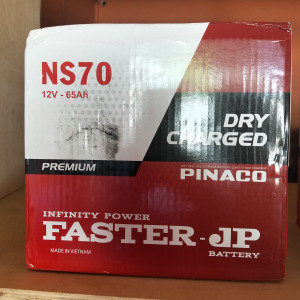 NS70
12V - 65Ah
DRY
CHARGED
PREMIUM
PINACO
INFINITY POWER
FASTER-JP
BATTERY
MADE IN VIETNAM